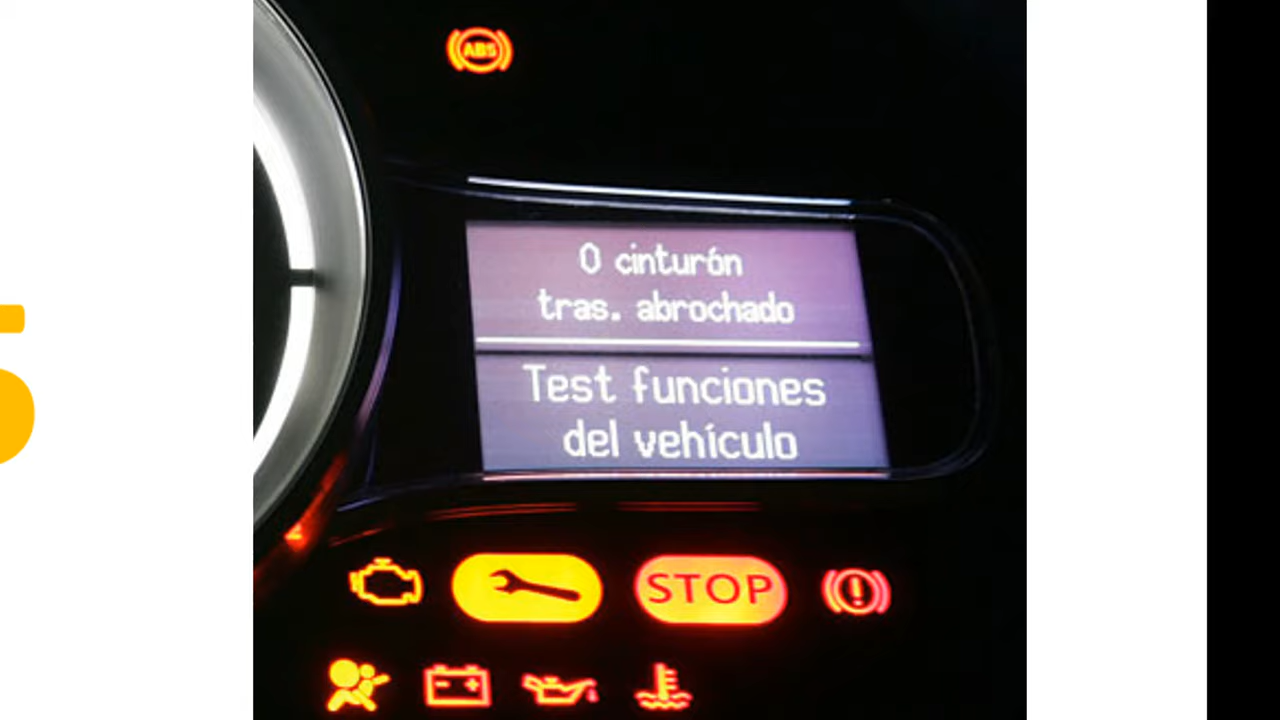 ABS
0 cinturón
tras. abrochado
Test funciones
del vehículo
STOP